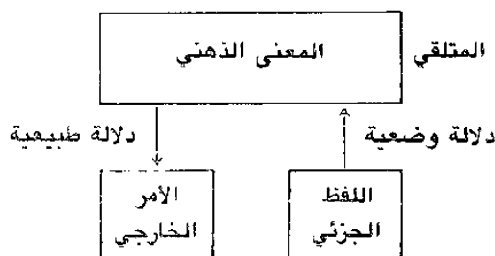 المتلقي
المعنى الذهني
دلالة وضعية
دلالة طبيعية
اللفظ
الجزئي
الأمر
الخارجي